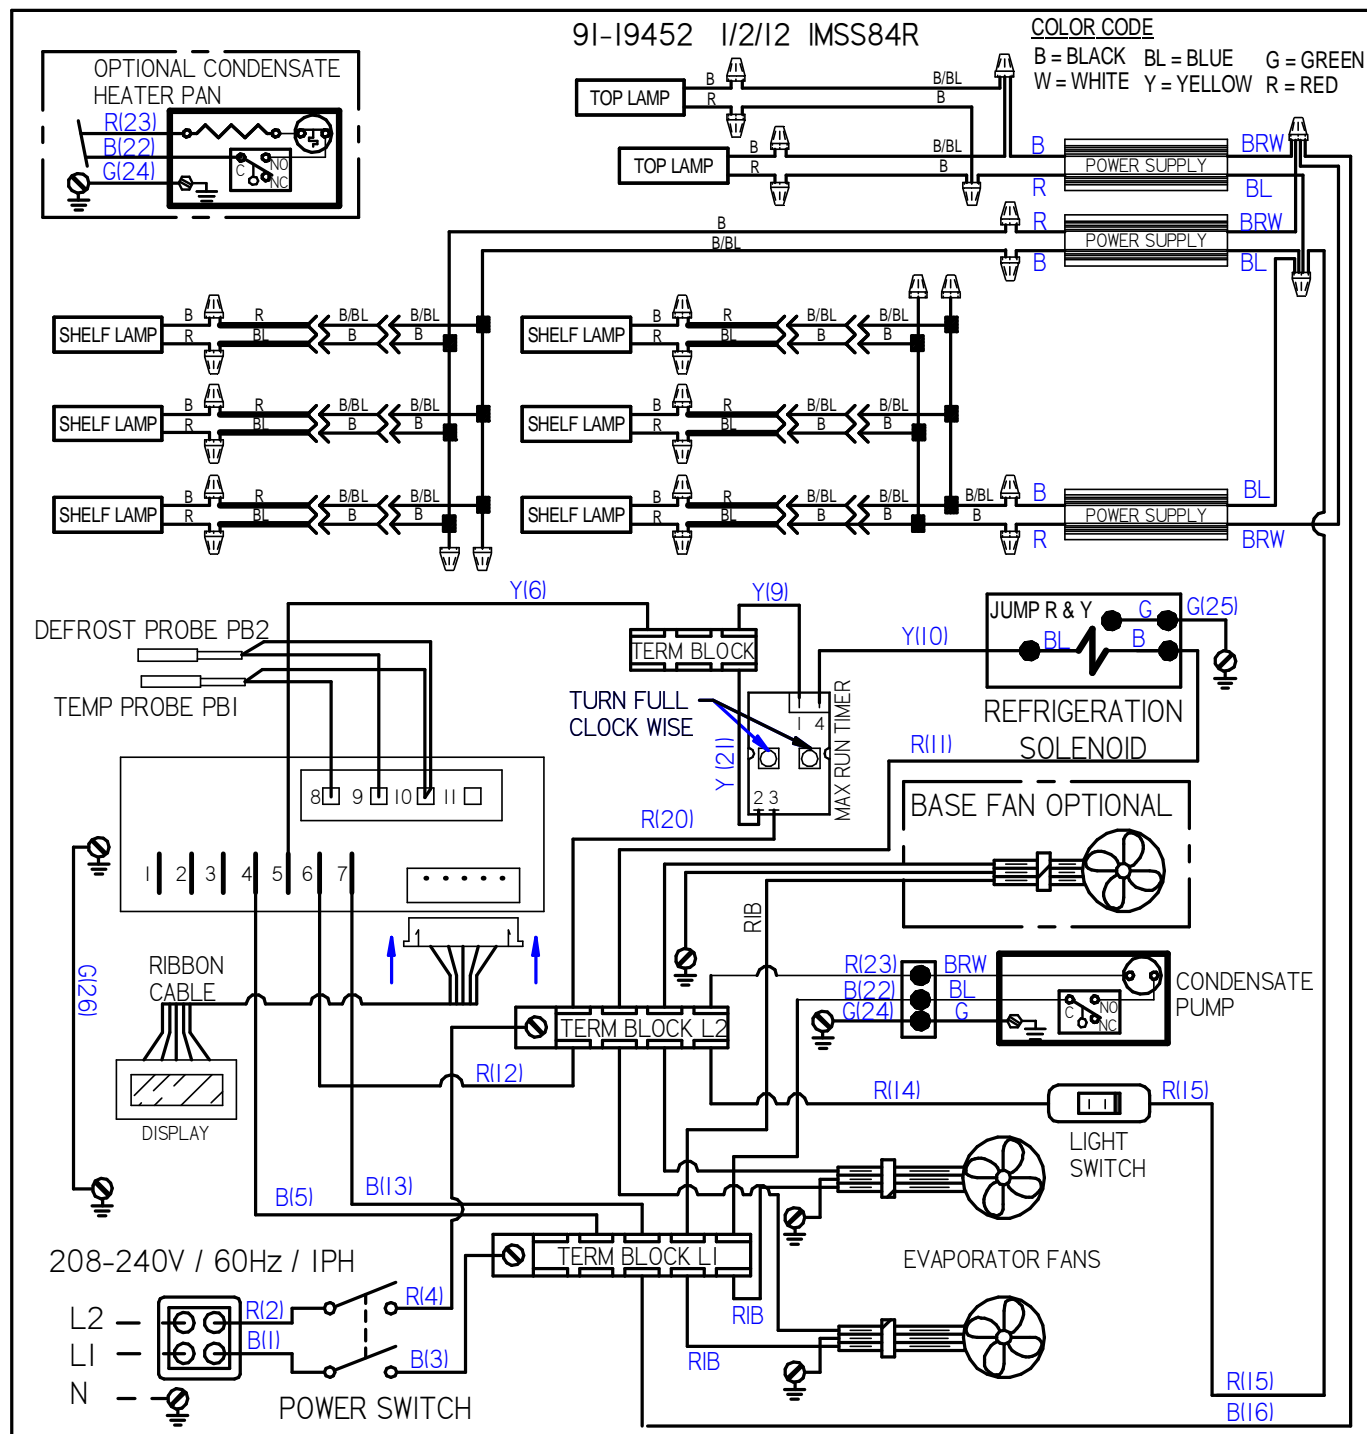 91-19452 1/2/12 IMSS84R
COLOR CODE
B = BLACK BL = BLUE G = GREEN
W = WHITE Y = YELLOW R = RED
OPTIONAL CONDENSATE
HEATER PAN
R(23)
B(22)
G(24)
C NO
NC
TOP LAMP B B/BL
R B
TOP LAMP B B/BL
R B
B POWER SUPPLY BRW
R BL
B R POWER SUPPLY BRW
B/BL B BL
SHELF LAMP B R B/BL B/BL
R BL B B
SHELF LAMP B R B/BL B/BL
R BL B B
SHELF LAMP B R B/BL B/BL
R BL B B
SHELF LAMP B R B/BL B/BL
R BL B B
SHELF LAMP B R B/BL B/BL
R BL B B
SHELF LAMP B R B/BL B/BL B/BL
R BL B B B
B POWER SUPPLY BL
R BRW
Y(6)
Y(9)
TERM BLOCK
DEFROST PROBE PB2
TEMP PROBE PB1
TURN FULL
CLOCK WISE
Y (21)
1 4
2 3
MAX RUN TIMER
Y(10)
JUMP R & Y
G G(25)
BL B
REFRIGERATION
SOLENOID
R(11)
R(20)
8 9 10 11
1 2 3 4 5 6 7
BASE FAN OPTIONAL
R1B
G(26)
RIBBON
CABLE
DISPLAY
TERM BLOCK L2
R(12)
R(23) BRW
B(22) BL
G(24) G
C NO
NC
CONDENSATE
PUMP
R(14)
R(15)
LIGHT
SWITCH
B(5)
B(13)
TERM BLOCK L1
EVAPORATOR FANS
R1B
R1B
208-240V / 60Hz / 1PH
L2
L1
N
R(2)
B(1)
R(4)
B(3)
POWER SWITCH
R(15)
B(16)